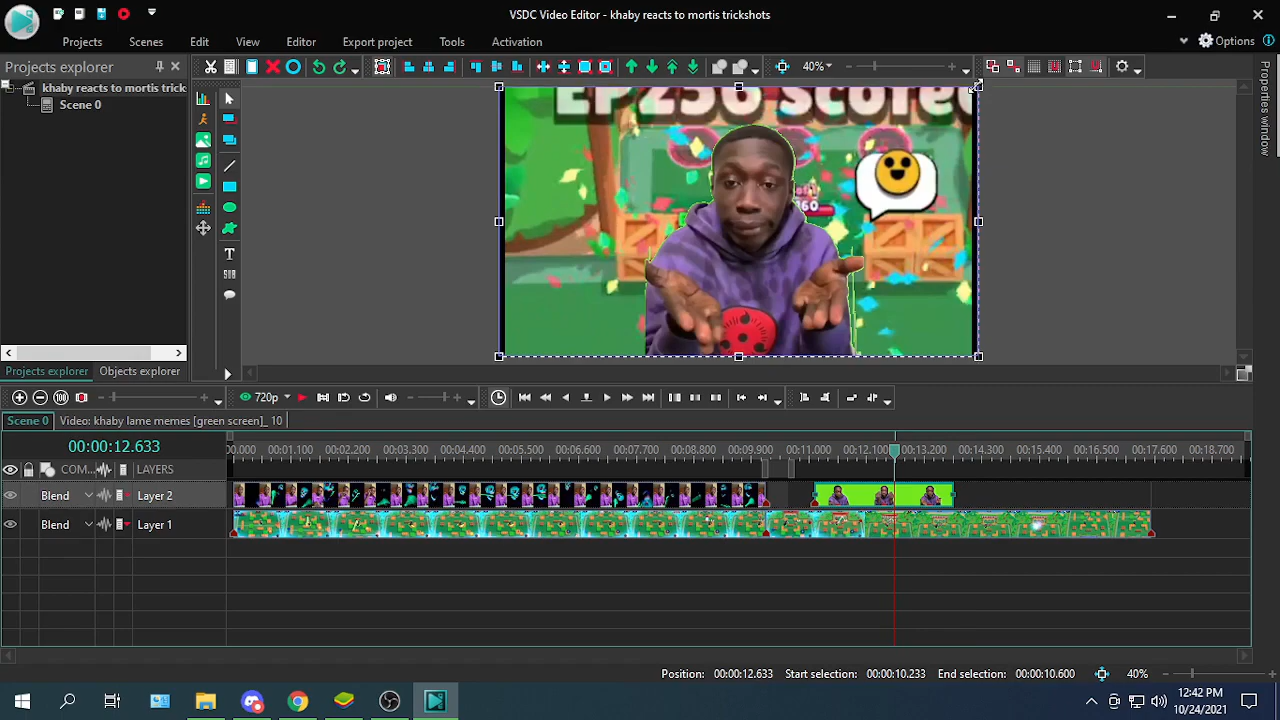 VSDC Video Editor - khaby reacts to mortis trickshots
Projects Scenes Edit View Editor Export project Tools Activation
Options
Projects explorer
40%
Properties window
khaby reacts to mortis trick
Scene 0
EP236 scored
360
Projects explorer Objects explorer
720p
Scene 0 Video: khaby lame memes [green screen]_ 10
00:00:12.633
00.000 00:01.100 00:02.200 00:03.300 00:04.400 00:05.500 00:06.600 00:07.700 00:08.800 00:09.900 00:11.000 00:12.100 00:13.200 00:14.300 00:15.400 00:16.500 00:17.600 00:18.700
COM... LAYERS
Blend Layer 2
Blend Layer 1
Position: 00:00:12.633 Start selection: 00:00:10.233 End selection: 00:00:10.600 40%
12:42 PM
10/24/2021